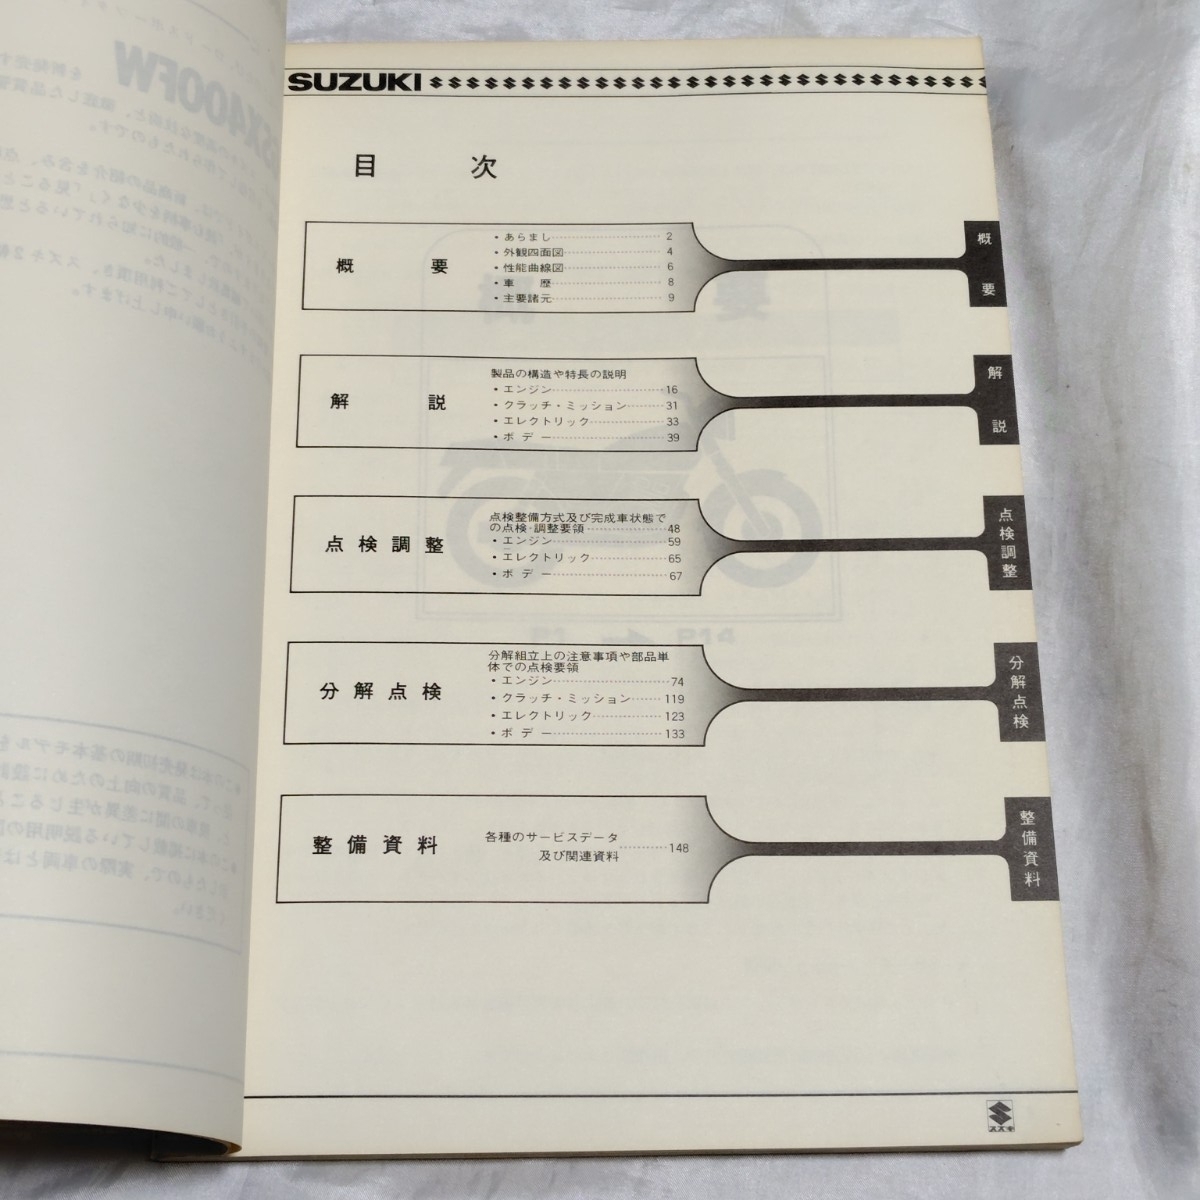 SUZUKI
目 次
概 要
・あらまし 2
・外観四面図 4
・性能曲線図 6
・車 歴 8
・主要諸元 9
概要
解 説
製品の構造や特長の説明
・エンジン 16
・クラッチ・ミッション 31
・エレクトリック 33
・ボデー 39
解説
点検調整
点検整備方式及び完成車状態で
の点検・調整要領 48
・エンジン 59
・エレクトリック 65
・ボデー 67
点検調整
分解点検
分解組立上の注意事項や部品単
体での点検要領
・エンジン 74
・クラッチ・ミッション 119
・エレクトリック 123
・ボデー 133
分解点検
整備資料
各種のサービスデータ
及び関連資料 148
整備資料
スズキ